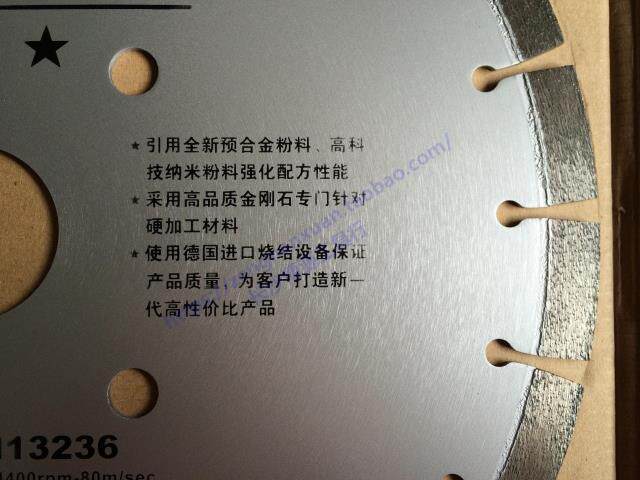 ★ 引用全新预合金粉料、高科
技纳米粉料强化配方性能
★ 采用高品质金刚石专门针对
硬加工材料
★ 使用德国进口烧结设备保证
产品质量，为客户打造新一
代高性价比产品
113236
400rpm-80m/sec